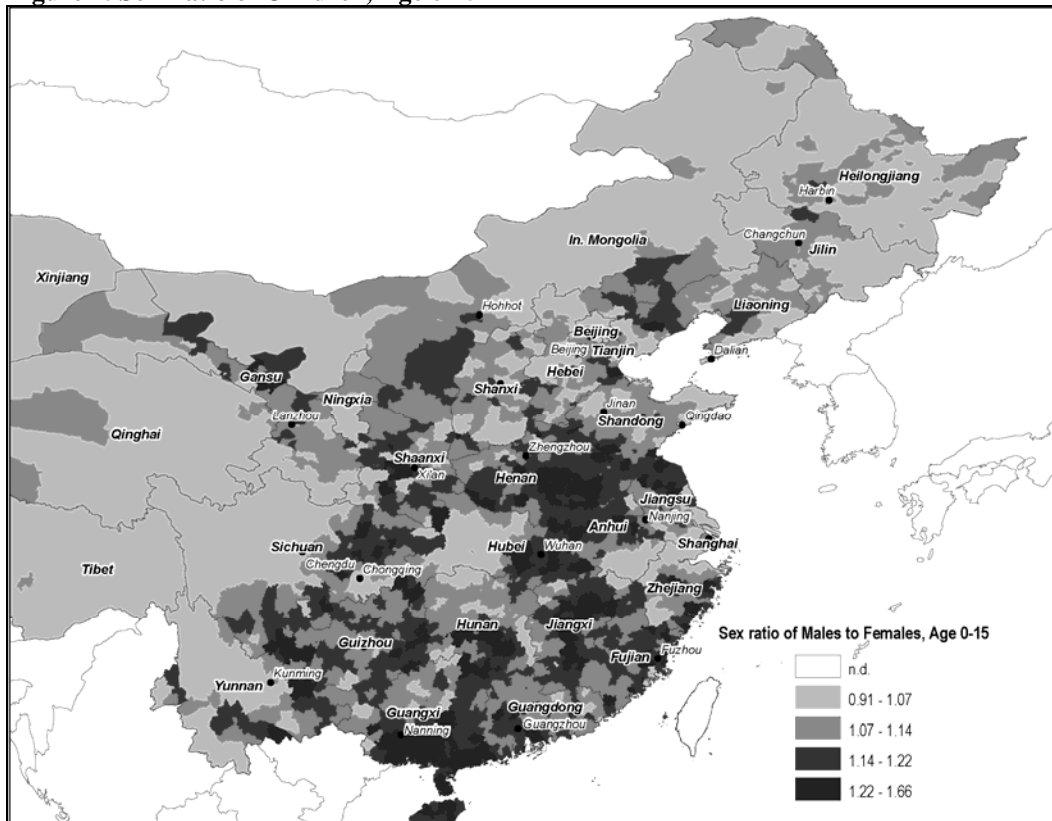 Heilongjiang
Harbin
Changchun
Jilin
In. Mongolia
Xinjiang
Liaoning
Hohhot
Beijing
Beijing
Tianjin
Dalian
Hebei
Gansu
Shanxi
Ningxia
Jinan
Shandong
Qingdao
Lanzhou
Qinghai
Zhengzhou
Shaanxi
Xi'an
Henan
Jiangsu
Nanjing
Anhui
Shanghai
Sichuan
Hubei
Wuhan
Chengdu
Chongqing
Tibet
Zhejiang
Hunan
Jiangxi
Guizhou
Fujian
Fuzhou
Kunming
Yunnan
Guangxi
Guangdong
Nanning
Guangzhou
Sex ratio of Males to Females, Age 0-15
n.d.
0.91 - 1.07
1.07 - 1.14
1.14 - 1.22
1.22 - 1.66